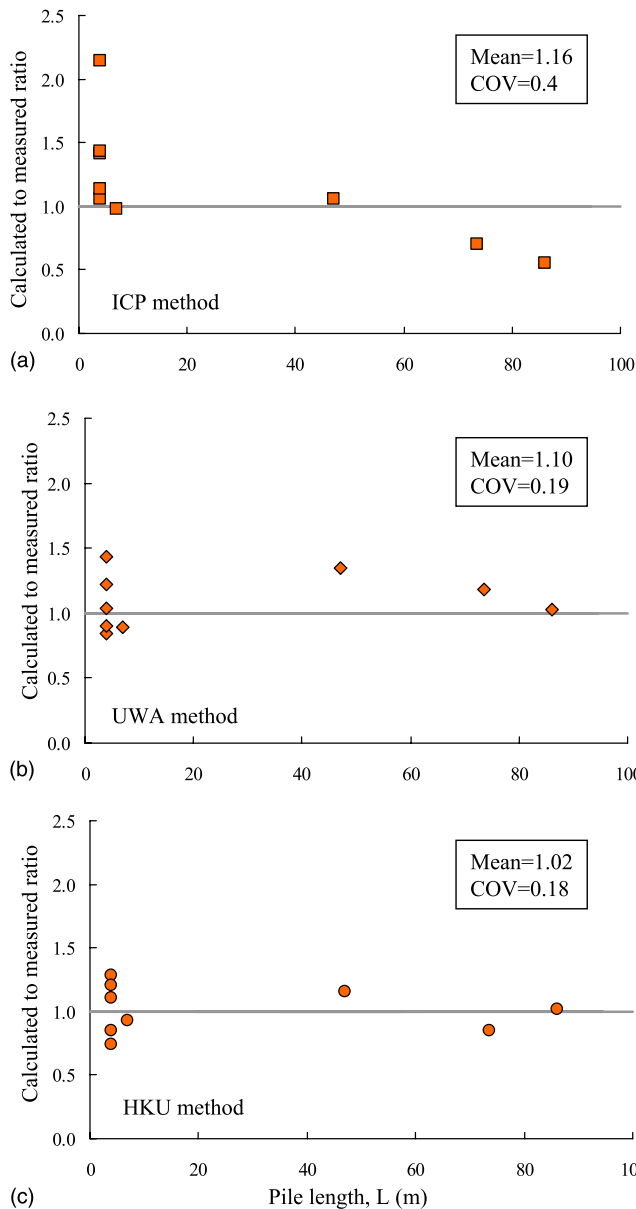 2.5
2.0
1.5
1.0
0.5
0.0
Calculated to measured ratio
Mean=1.16
COV=0.4
ICP method
(a)
0 20 40 60 80 100
2.5
2.0
1.5
1.0
0.5
0.0
Calculated to measured ratio
Mean=1.10
COV=0.19
UWA method
(b)
0 20 40 60 80 100
2.5
2.0
1.5
1.0
0.5
0.0
Calculated to measured ratio
Mean=1.02
COV=0.18
HKU method
0 20 40 60 80 100
(c)
Pile length, L (m)